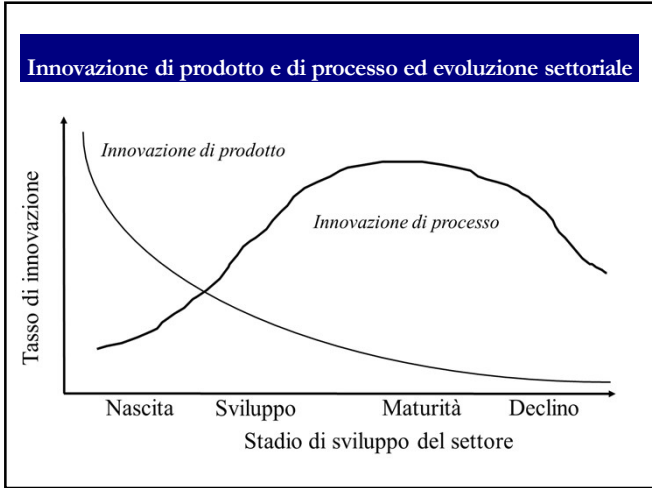 Innovazione di prodotto e di processo ed evoluzione settoriale
Innovazione di prodotto
Innovazione di processo
Tasso di innovazione
Nascita Sviluppo Maturità Declino
Stadio di sviluppo del settore